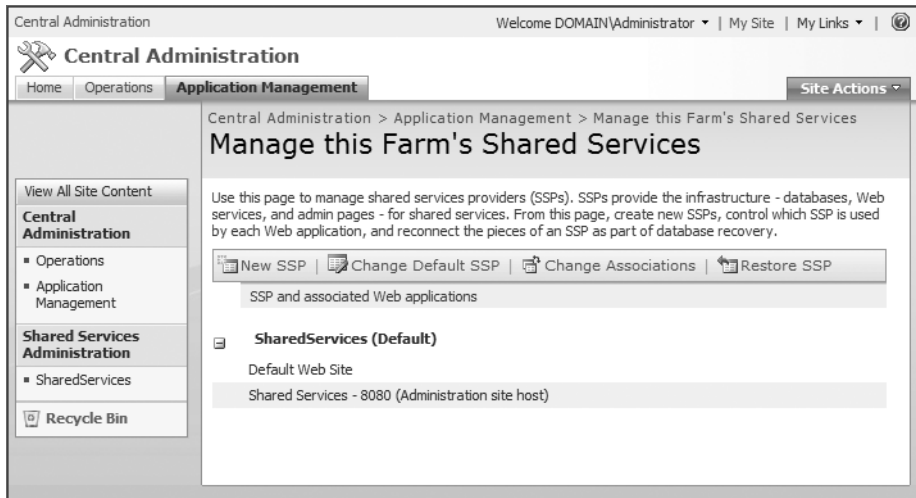 Central Administration
Welcome DOMAIN\Administrator | My Site | My Links |
Central Administration
Home Operations Application Management Site Actions
Central Administration > Application Management > Manage this Farm's Shared Services
Manage this Farm's Shared Services
View All Site Content
Central
Administration
Operations
Application
Management
Shared Services
Administration
SharedServices
Recycle Bin
Use this page to manage shared services providers (SSPs). SSPs provide the infrastructure - databases, Web
services, and admin pages - for shared services. From this page, create new SSPs, control which SSP is used
by each Web application, and reconnect the pieces of an SSP as part of database recovery.
New SSP | Change Default SSP | Change Associations | Restore SSP
SSP and associated Web applications
SharedServices (Default)
Default Web Site
Shared Services - 8080 (Administration site host)